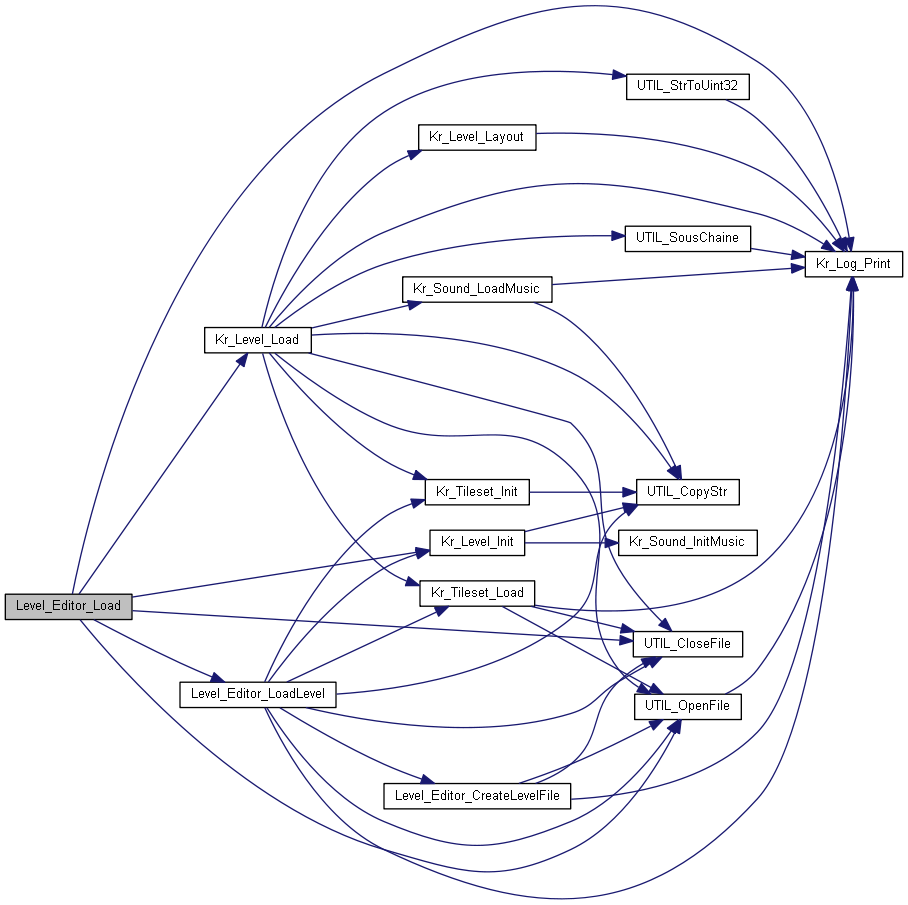 UTIL_StrToUint32
Kr_Level_Layout
UTIL_SousChaine
Kr_Log_Print
Kr_Sound_LoadMusic
Kr_Level_Load
Kr_Tileset_Init
UTIL_CopyStr
Kr_Level_Init
Kr_Sound_InitMusic
Kr_Tileset_Load
Level_Editor_Load
UTIL_CloseFile
Level_Editor_LoadLevel
UTIL_OpenFile
Level_Editor_CreateLevelFile